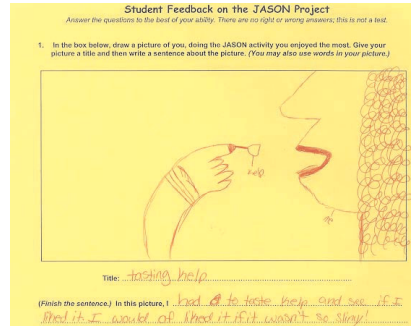 Student Feedback on the JASON Project
Answer the questions to the best of your ability. There are no right or wrong answers; this is not a test.
1. In the box below, draw a picture of you, doing the JASON activity you enjoyed the most. Give your
picture a title and then write a sentence about the picture. (You may also use words in your picture.)
kelp
me
Title: tasting kelp
(Finish the sentence.) In this picture, I had to taste kelp and see if I
liked it I would of liked it if it wasn't so slimy!